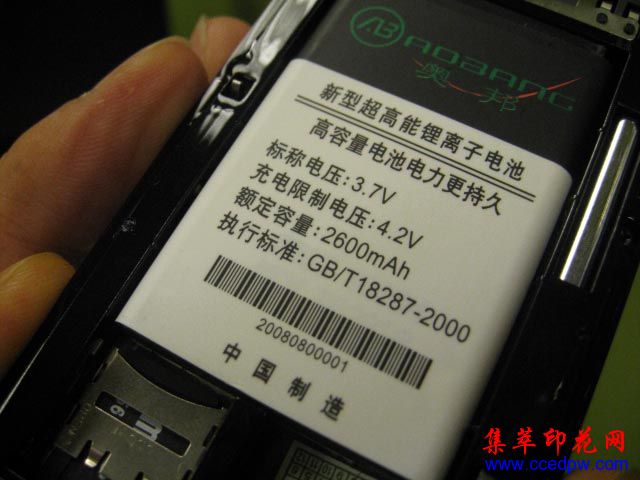 AB
AOBANG
奥邦
新型超高能锂离子电池
高容量电池电力更持久
标称电压:3.7V
充电限制电压:4.2V
额定容量:2600mAh
执行标准:GB/T18287-2000
20080800001
中国制造
集萃印花网
www.ccedpw.com